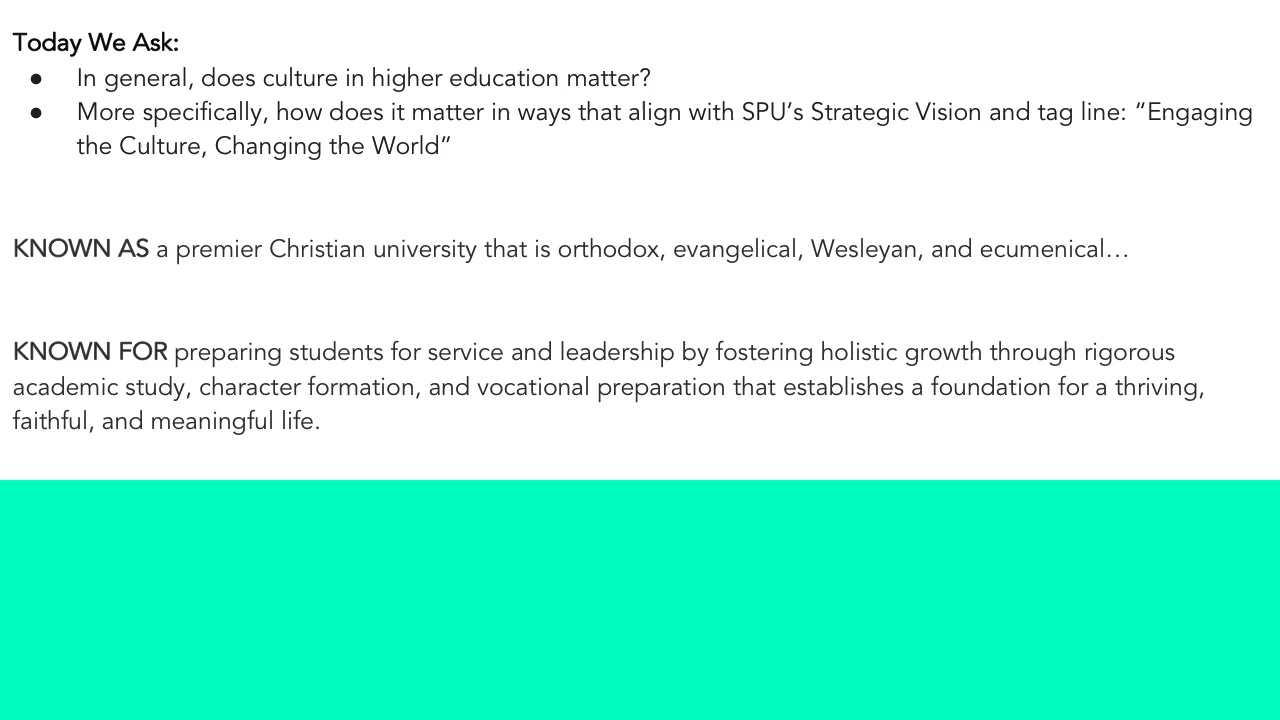 Today We Ask:
● In general, does culture in higher education matter?
● More specifically, how does it matter in ways that align with SPU’s Strategic Vision and tag line: “Engaging
the Culture, Changing the World”
KNOWN AS a premier Christian university that is orthodox, evangelical, Wesleyan, and ecumenical…
KNOWN FOR preparing students for service and leadership by fostering holistic growth through rigorous
academic study, character formation, and vocational preparation that establishes a foundation for a thriving,
faithful, and meaningful life.